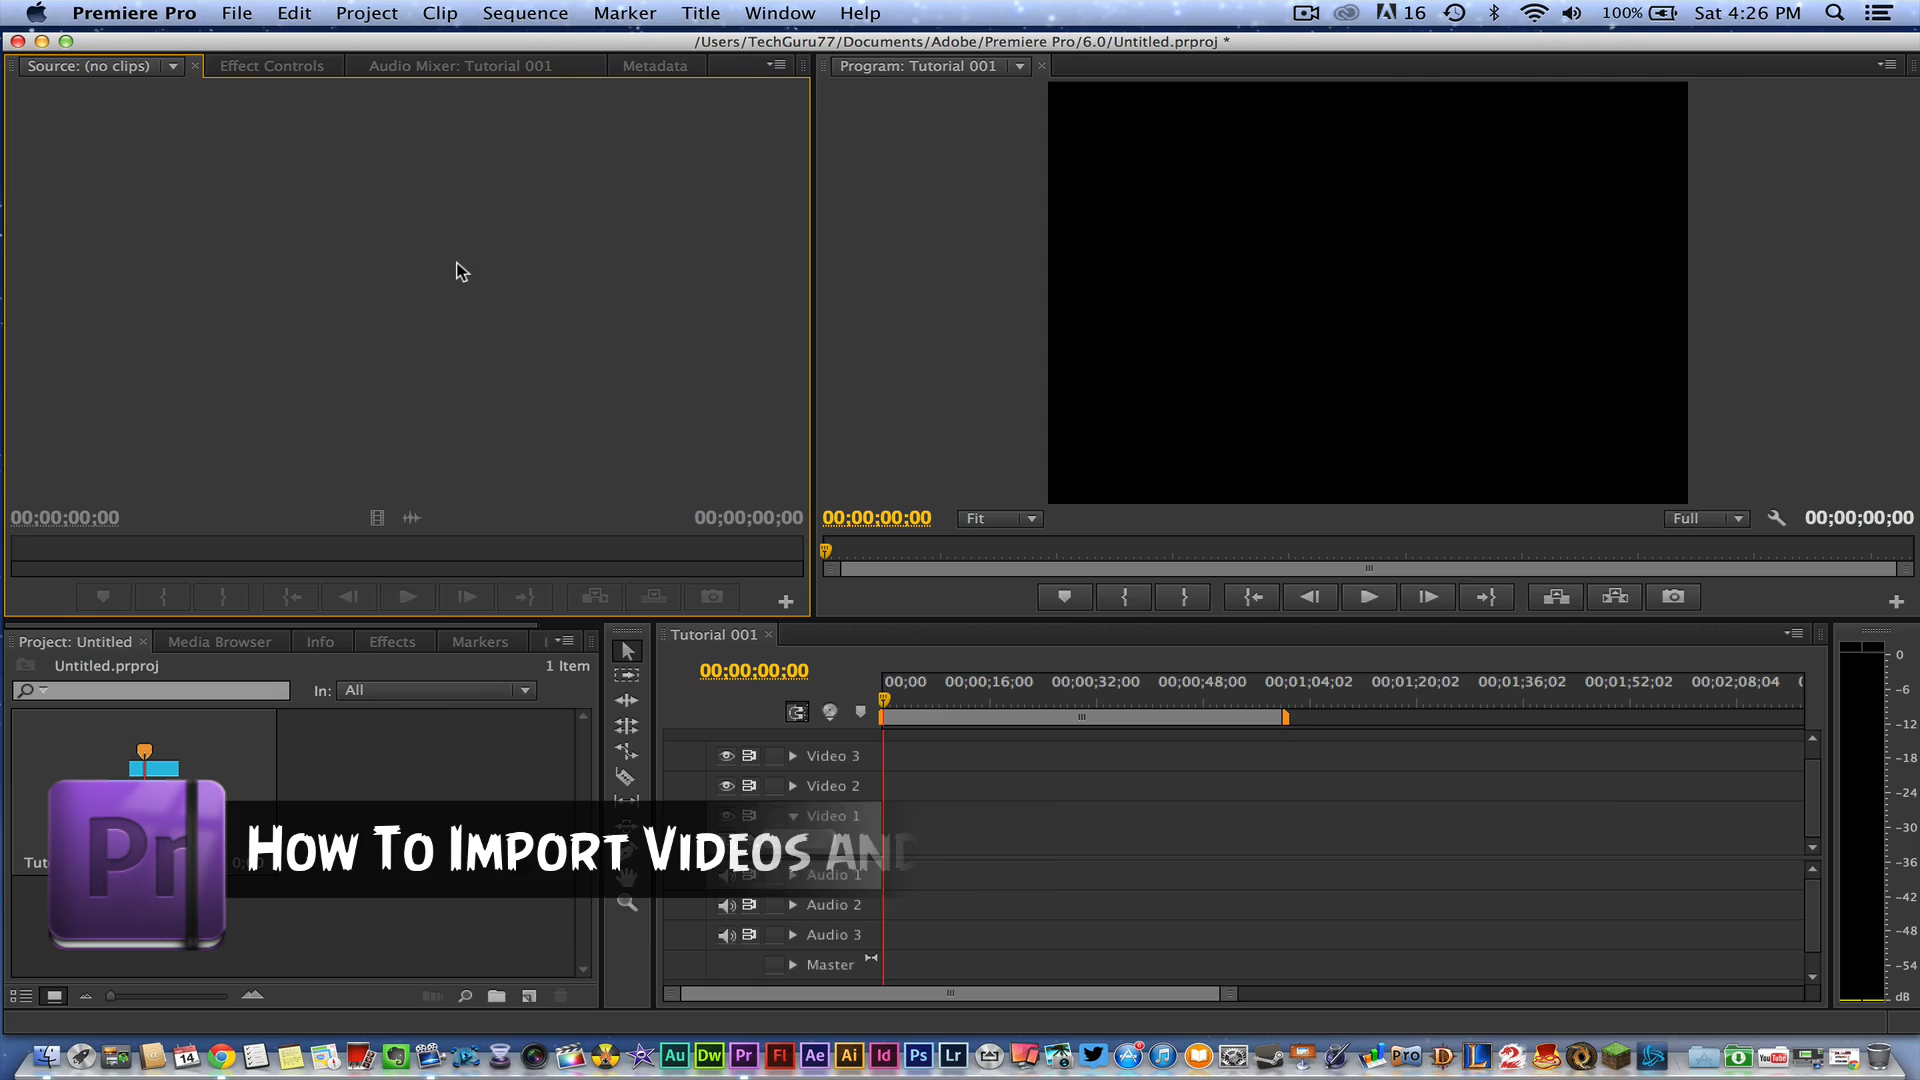 Premiere Pro File Edit Project Clip Sequence Marker Title Window Help 16 100% Sat 4:26 PM
/Users/TechGuru77/Documents/Adobe/Premiere Pro/6.0/Untitled.prproj *
Source: (no clips) Effect Controls Audio Mixer: Tutorial 001 Metadata
Program: Tutorial 001
00;00;00;00 00;00;00;00
00;00;00;00 Fit Full 00;00;00;00
Project: Untitled Media Browser Info Effects Markers
Untitled.prproj 1 Item
In: All
Tutorial 001
00;00;00;00
00;00 00;00;16;00 00;00;32;00 00;00;48;00 00;01;04;02 00;01;20;02 00;01;36;02 00;01;52;02 00;02;08;04
Video 3
Video 2
Video 1
Pr How To Import Videos and
Audio 1
Audio 2
Audio 3
Master
0
-6
-12
-18
-24
-30
-36
-42
-48
-54
dB
14 Au Dw Pr Fl Ae Ai Id Ps Lr Pro YouTube